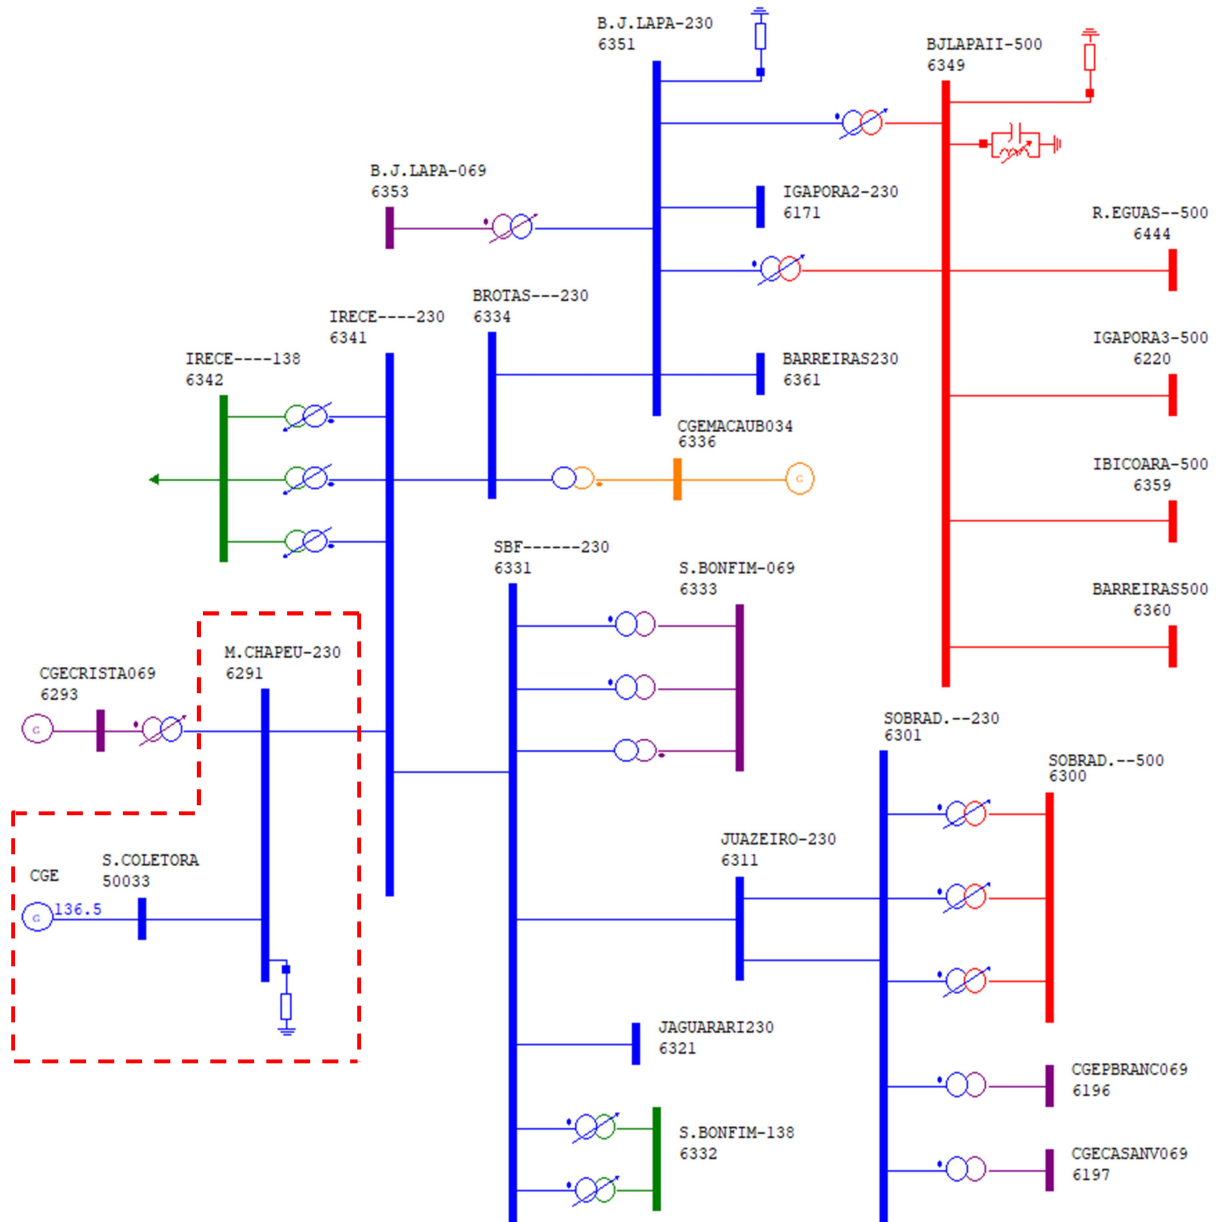 B.J.LAPA-230
6351
BJLAPAII-500
6349
B.J.LAPA-069
6353
IGAPORA2-230
6171
R.EGUAS--500
6444
BROTAS---230
6334
IRECE----230
6341
IRECE----138
6342
BARREIRAS230
6361
IGAPORA3-500
6220
CGEMACAUB034
6336
G
IBICOARA-500
6359
SBF------230
6331
S.BONFIM-069
6333
BARREIRAS500
6360
M.CHAPEU-230
6291
CGECRISTA069
6293
G
SOBRAD.--230
6301
SOBRAD.--500
6300
JUAZEIRO-230
6311
S.COLETORA
50033
CGE
G
136.5
JAGUARARI230
6321
CGEPBRANC069
6196
S.BONFIM-138
6332
CGECASANV069
6197